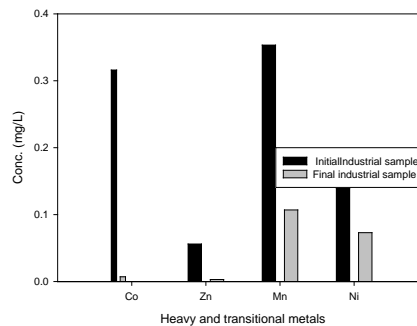 0.4
0.3
0.2
0.1
0.0
Conc. (mg/L)
InitialIndustrial sample
Final industrial sample
Co Zn Mn Ni
Heavy and transitional metals